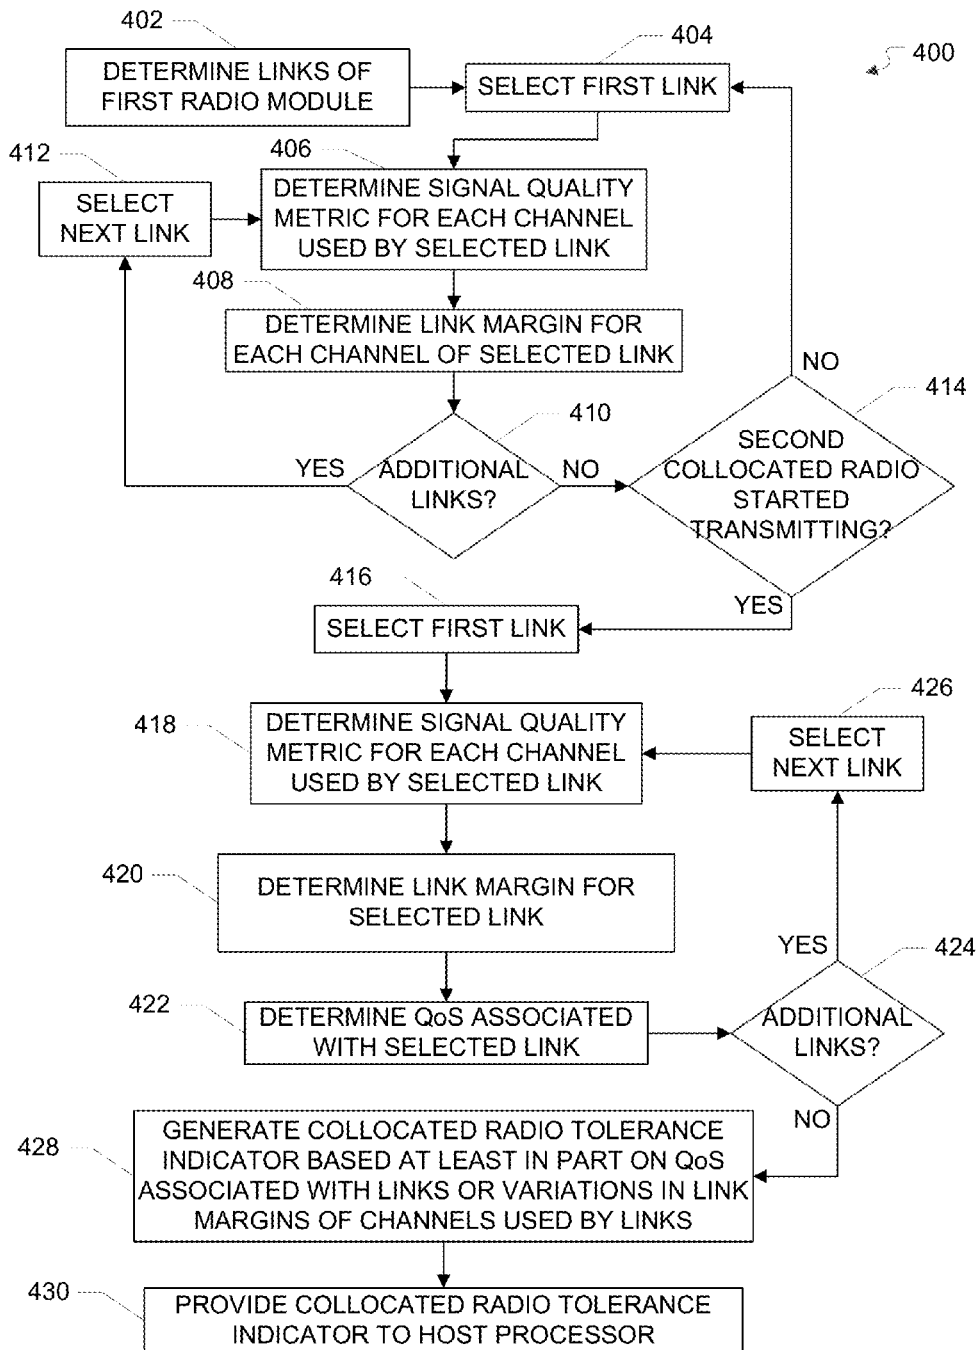 402
404
400
DETERMINE LINKS OF
FIRST RADIO MODULE
SELECT FIRST LINK
412
406
SELECT
NEXT LINK
DETERMINE SIGNAL QUALITY
METRIC FOR EACH CHANNEL
USED BY SELECTED LINK
408
DETERMINE LINK MARGIN FOR
EACH CHANNEL OF SELECTED LINK
NO
414
410
YES
ADDITIONAL
LINKS?
NO
SECOND
COLLOCATED RADIO
STARTED
TRANSMITTING?
416
YES
SELECT FIRST LINK
426
418
DETERMINE SIGNAL QUALITY
METRIC FOR EACH CHANNEL
USED BY SELECTED LINK
SELECT
NEXT LINK
420
DETERMINE LINK MARGIN FOR
SELECTED LINK
YES
424
422
DETERMINE QoS ASSOCIATED
WITH SELECTED LINK
ADDITIONAL
LINKS?
NO
428
GENERATE COLLOCATED RADIO TOLERANCE
INDICATOR BASED AT LEAST IN PART ON QoS
ASSOCIATED WITH LINKS OR VARIATIONS IN LINK
MARGINS OF CHANNELS USED BY LINKS
430
PROVIDE COLLOCATED RADIO TOLERANCE
INDICATOR TO HOST PROCESSOR